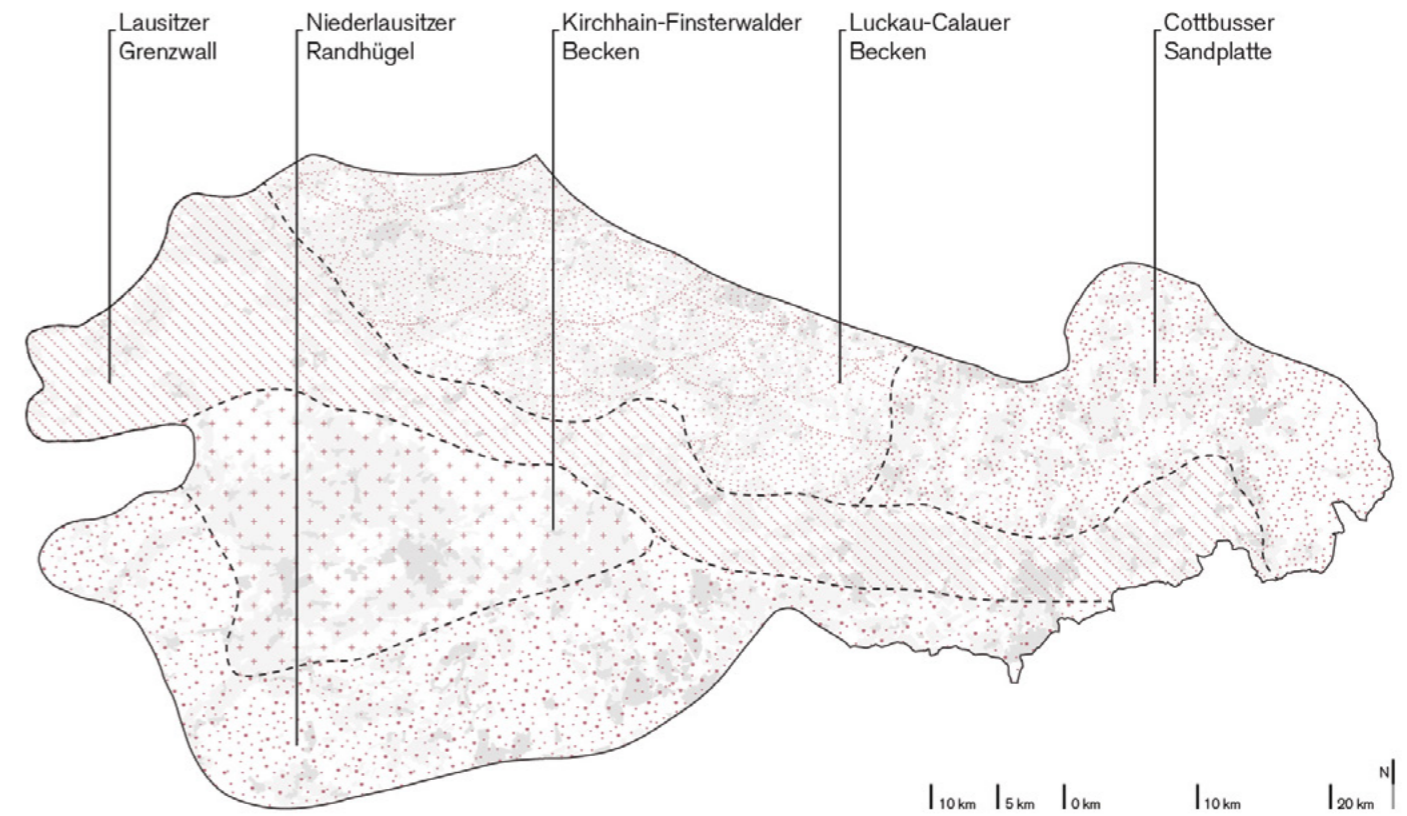 Lausitzer
Grenzwall
Niederlausitzer
Randhügel
Kirchhain-Finsterwalder
Becken
Luckau-Calauer
Becken
Cottbusser
Sandplatte
N
10 km
5 km
0 km
10 km
20 km